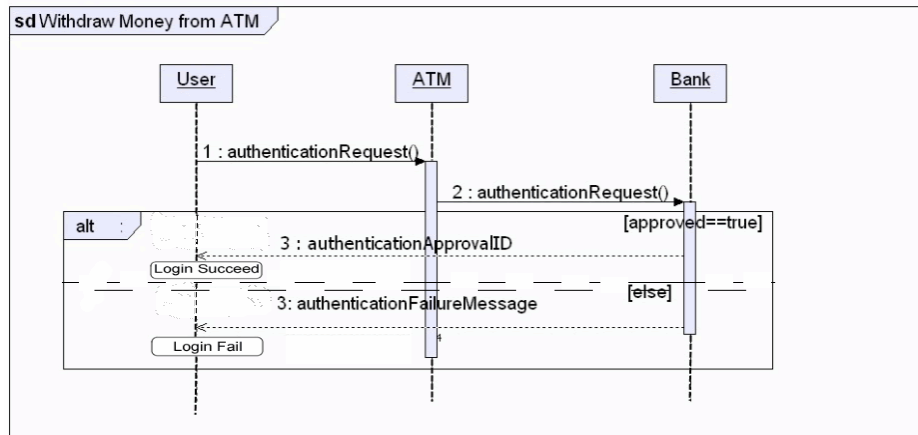 sd Withdraw Money from ATM
User
ATM
Bank
1 : authenticationRequest()
2 : authenticationRequest()
alt :
[approved==true]
3 : authenticationApprovalID
Login Succeed
[else]
3: authenticationFailureMessage
Login Fail